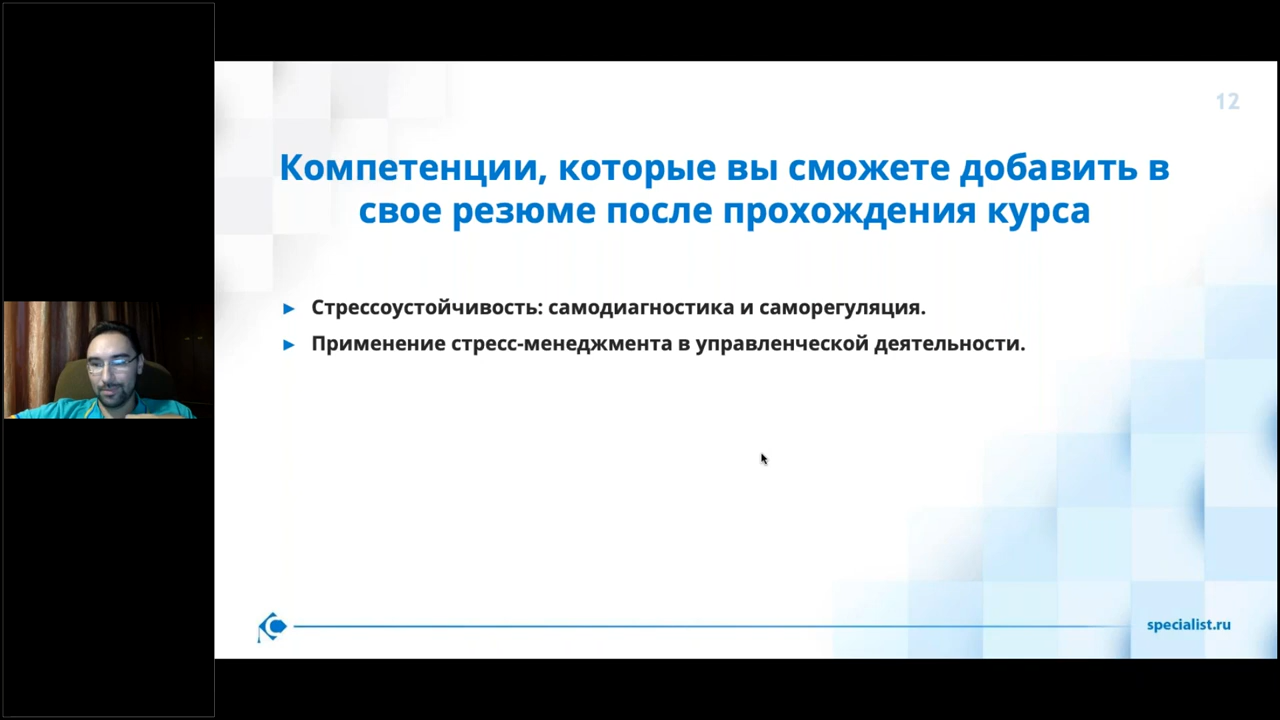 12
Компетенции, которые вы сможете добавить в
свое резюме после прохождения курса
Стрессоустойчивость: самодиагностика и саморегуляция.
Применение стресс-менеджмента в управленческой деятельности.
specialist.ru